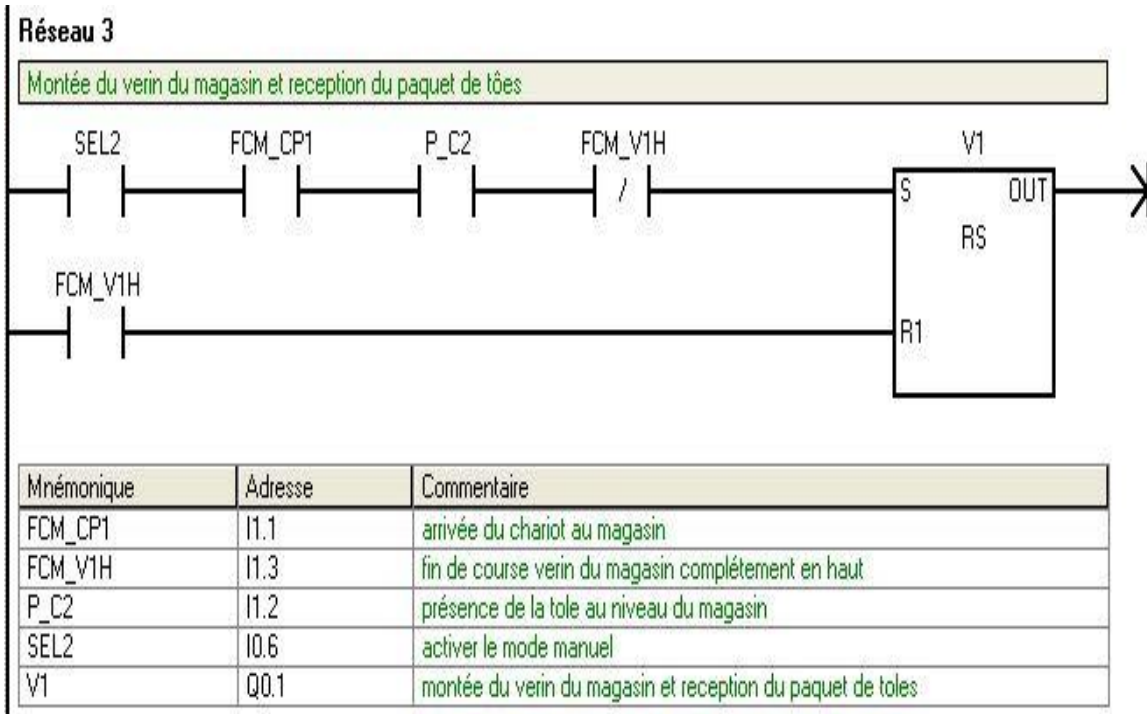 Réseau 3
Montée du verin du magasin et reception du paquet de tôes
SEL2 FCM_CP1 P_C2 FCM_V1H V1
/ S OUT
RS
FCM_V1H
R1
Mnémonique Adresse Commentaire
FCM_CP1 I1.1 arrivée du chariot au magasin
FCM_V1H I1.3 fin de course verin du magasin complétement en haut
P_C2 I1.2 présence de la tole au niveau du magasin
SEL2 I0.6 activer le mode manuel
V1 Q0.1 montée du verin du magasin et reception du paquet de toles